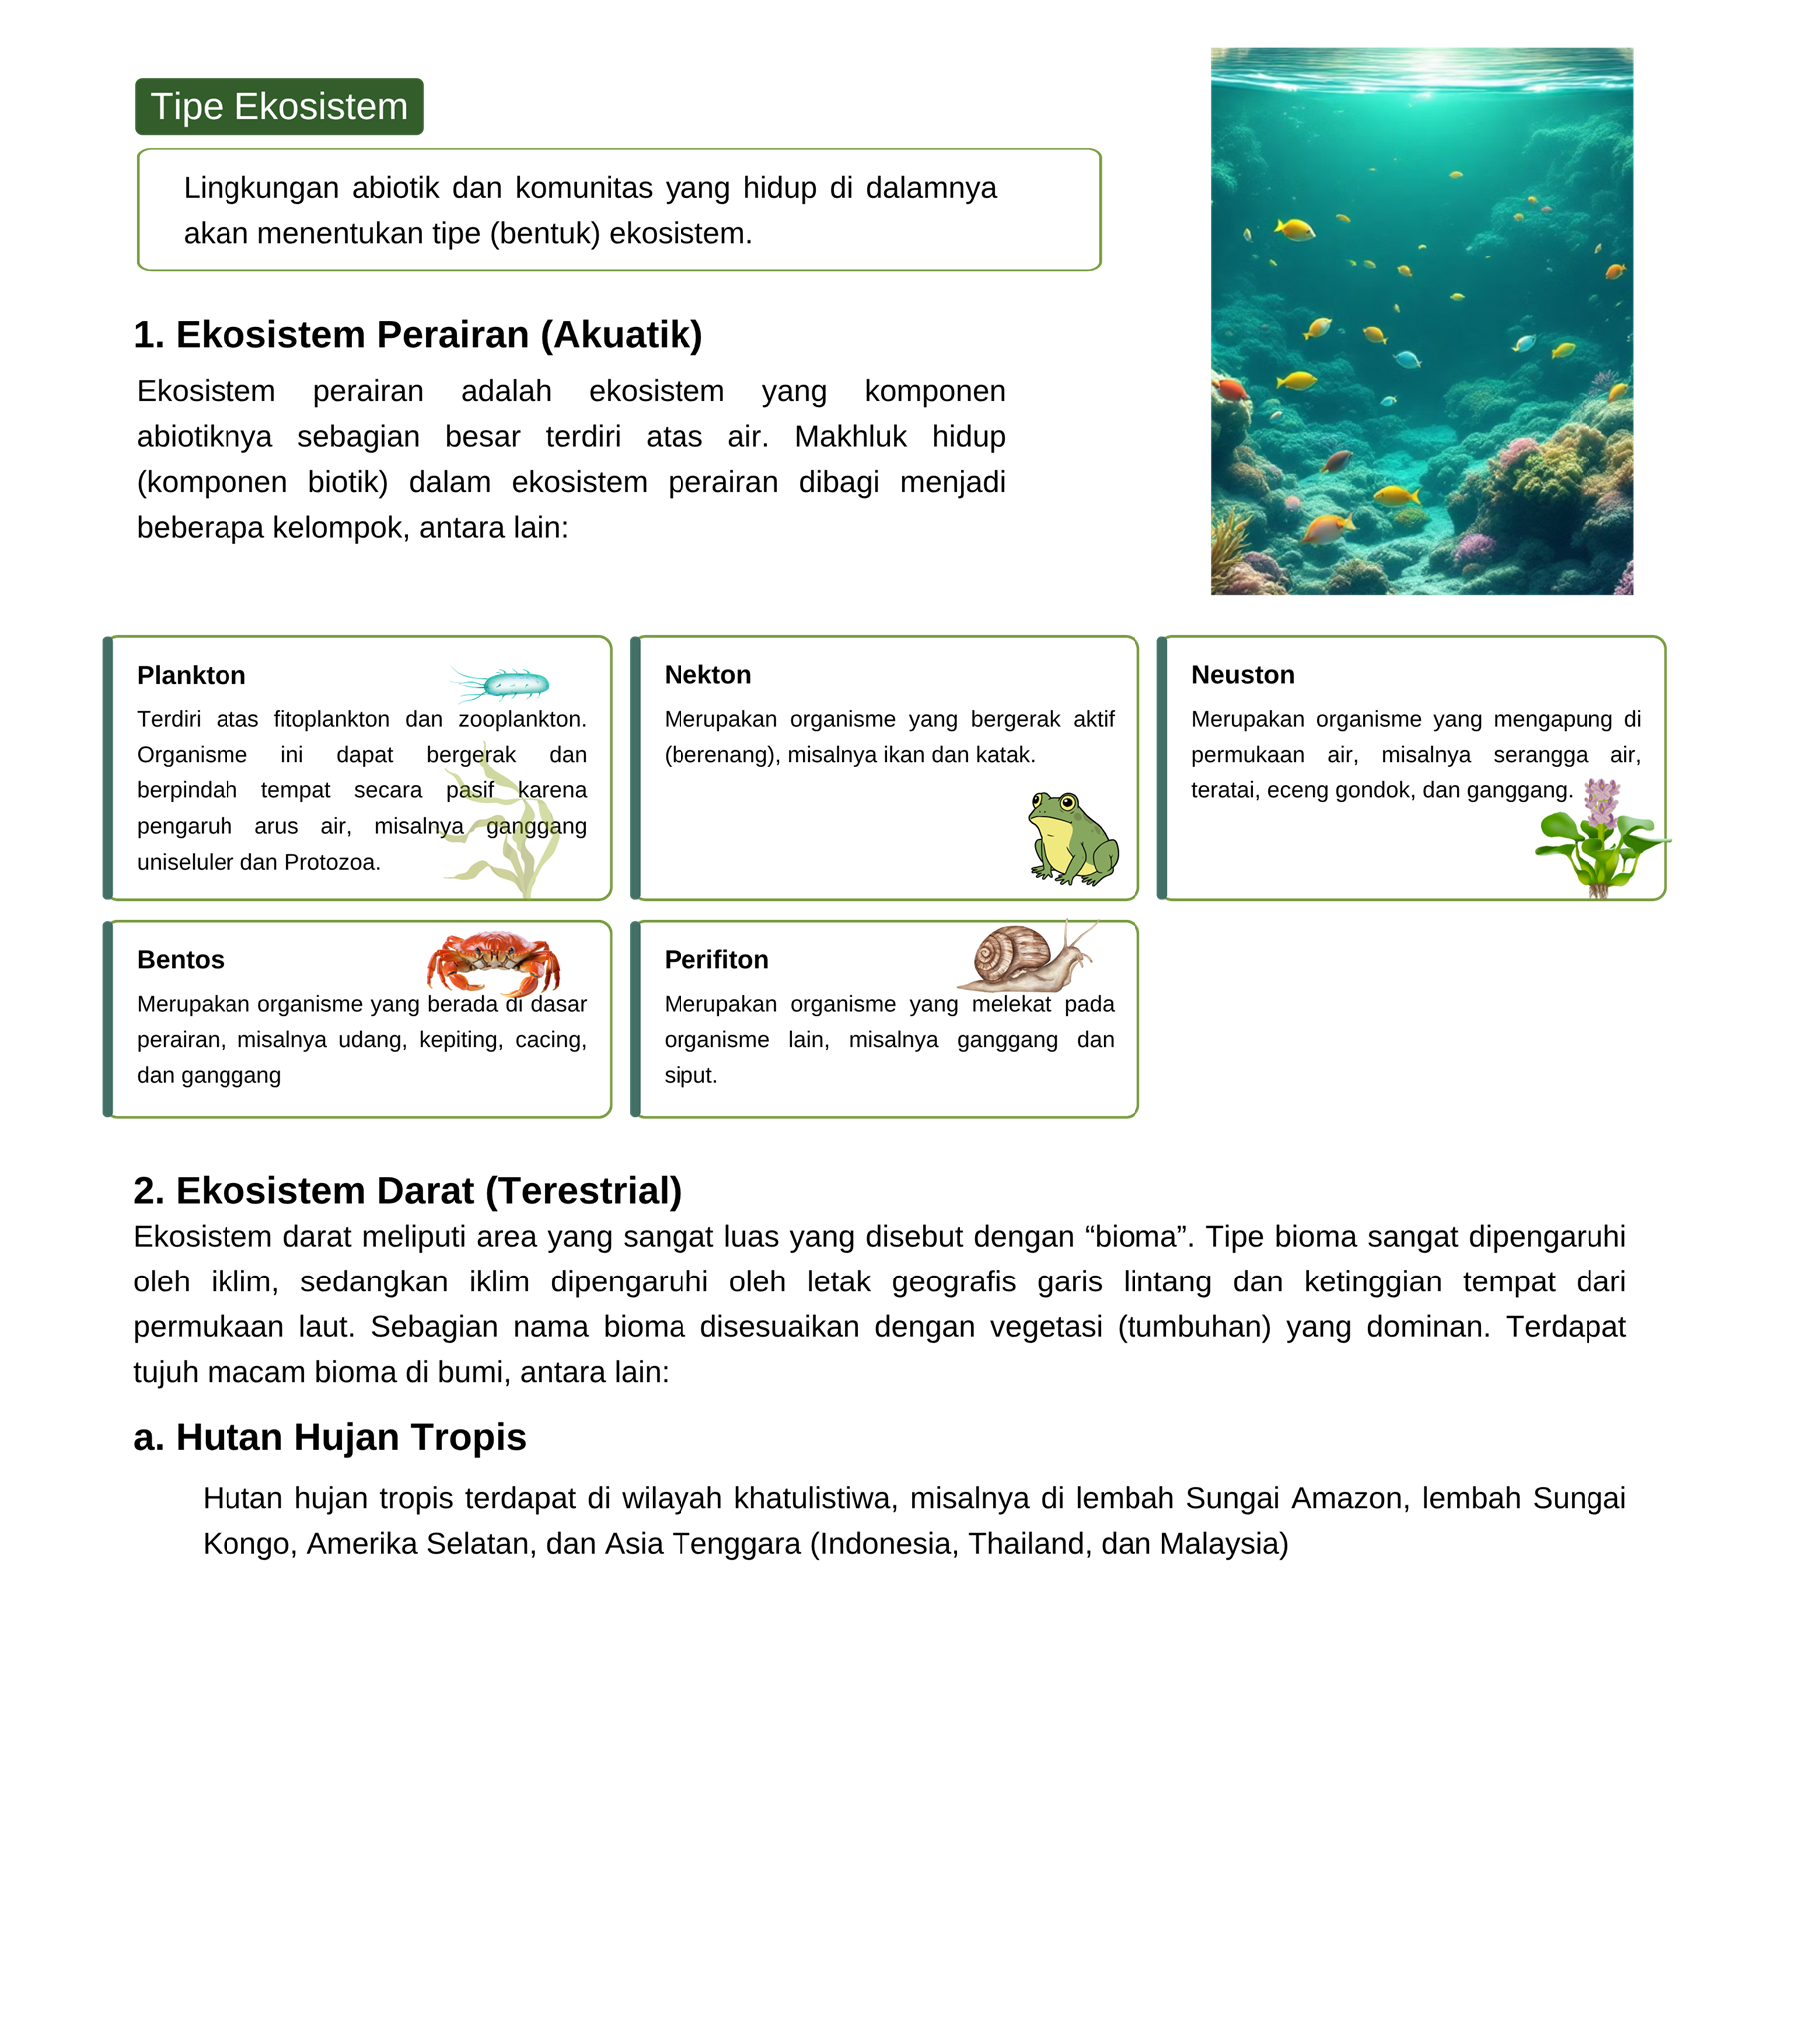 Tipe Ekosistem
Lingkungan abiotik dan komunitas yang hidup di dalamnya
akan menentukan tipe (bentuk) ekosistem.
1. Ekosistem Perairan (Akuatik)
Ekosistem perairan adalah ekosistem yang komponen
abiotiknya sebagian besar terdiri atas air. Makhluk hidup
(komponen biotik) dalam ekosistem perairan dibagi menjadi
beberapa kelompok, antara lain:
Plankton
Terdiri atas fitoplankton dan zooplankton.
Organisme ini dapat bergerak dan
berpindah tempat secara pasif karena
pengaruh arus air, misalnya ganggang
uniseluler dan Protozoa.
Nekton
Merupakan organisme yang bergerak aktif
(berenang), misalnya ikan dan katak.
Neuston
Merupakan organisme yang mengapung di
permukaan air, misalnya serangga air,
teratai, eceng gondok, dan ganggang.
Bentos
Merupakan organisme yang berada di dasar
perairan, misalnya udang, kepiting, cacing,
dan ganggang
Perifiton
Merupakan organisme yang melekat pada
organisme lain, misalnya ganggang dan
siput.
2. Ekosistem Darat (Terestrial)
Ekosistem darat meliputi area yang sangat luas yang disebut dengan “bioma”. Tipe bioma sangat dipengaruhi
oleh iklim, sedangkan iklim dipengaruhi oleh letak geografis garis lintang dan ketinggian tempat dari
permukaan laut. Sebagian nama bioma disesuaikan dengan vegetasi (tumbuhan) yang dominan. Terdapat
tujuh macam bioma di bumi, antara lain:
a. Hutan Hujan Tropis
Hutan hujan tropis terdapat di wilayah khatulistiwa, misalnya di lembah Sungai Amazon, lembah Sungai
Kongo, Amerika Selatan, dan Asia Tenggara (Indonesia, Thailand, dan Malaysia)